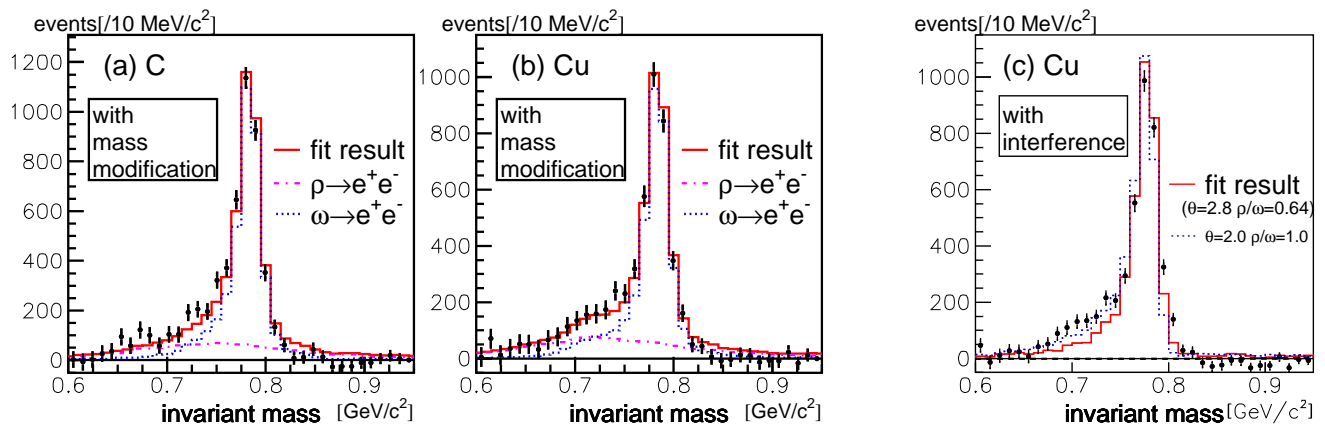 events[/10 MeV/c²]
(a) C
with
mass
modification
fit result
ρ→e⁺e⁻
ω→e⁺e⁻
1200
1000
800
600
400
200
0
0.6 0.7 0.8 0.9
invariant mass [GeV/c²]
events[/10 MeV/c²]
(b) Cu
with
mass
modification
fit result
ρ→e⁺e⁻
ω→e⁺e⁻
1000
800
600
400
200
0
0.6 0.7 0.8 0.9
invariant mass [GeV/c²]
events[/10 MeV/c²]
(c) Cu
with
interference
fit result
(θ=2.8 ρ/ω=0.64)
θ=2.0 ρ/ω=1.0
1000
800
600
400
200
0
0.6 0.7 0.8 0.9
invariant mass [GeV/c²]